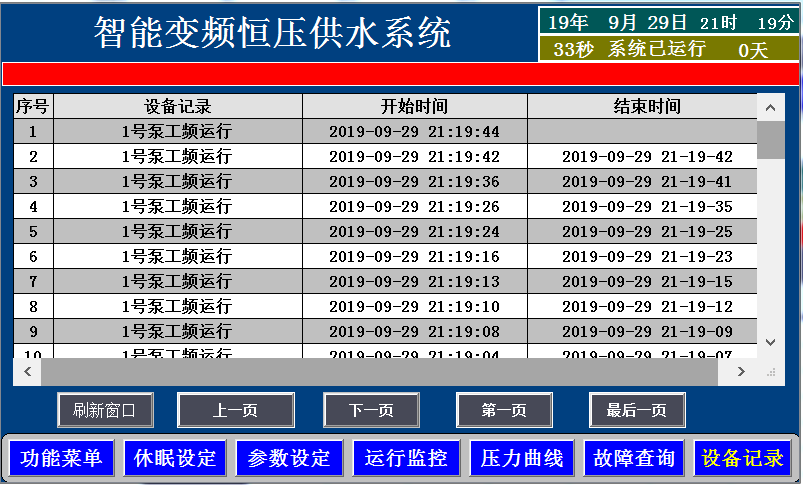 智能变频恒压供水系统
19年 9月 29日 21时 19分
33秒 系统已运行 0天
序号 设备记录 开始时间 结束时间
1 1号泵工频运行 2019-09-29 21:19:44
2 1号泵工频运行 2019-09-29 21:19:42 2019-09-29 21-19-42
3 1号泵工频运行 2019-09-29 21:19:36 2019-09-29 21-19-41
4 1号泵工频运行 2019-09-29 21:19:26 2019-09-29 21-19-35
5 1号泵工频运行 2019-09-29 21:19:24 2019-09-29 21-19-25
6 1号泵工频运行 2019-09-29 21:19:16 2019-09-29 21-19-23
7 1号泵工频运行 2019-09-29 21:19:13 2019-09-29 21-19-15
8 1号泵工频运行 2019-09-29 21:19:10 2019-09-29 21-19-12
9 1号泵工频运行 2019-09-29 21:19:08 2019-09-29 21-19-09
10 1号泵工频运行 2019-09-29 21:19:04 2019-09-29 21-19-07
刷新窗口 上一页 下一页 第一页 最后一页
功能菜单 休眠设定 参数设定 运行监控 压力曲线 故障查询 设备记录